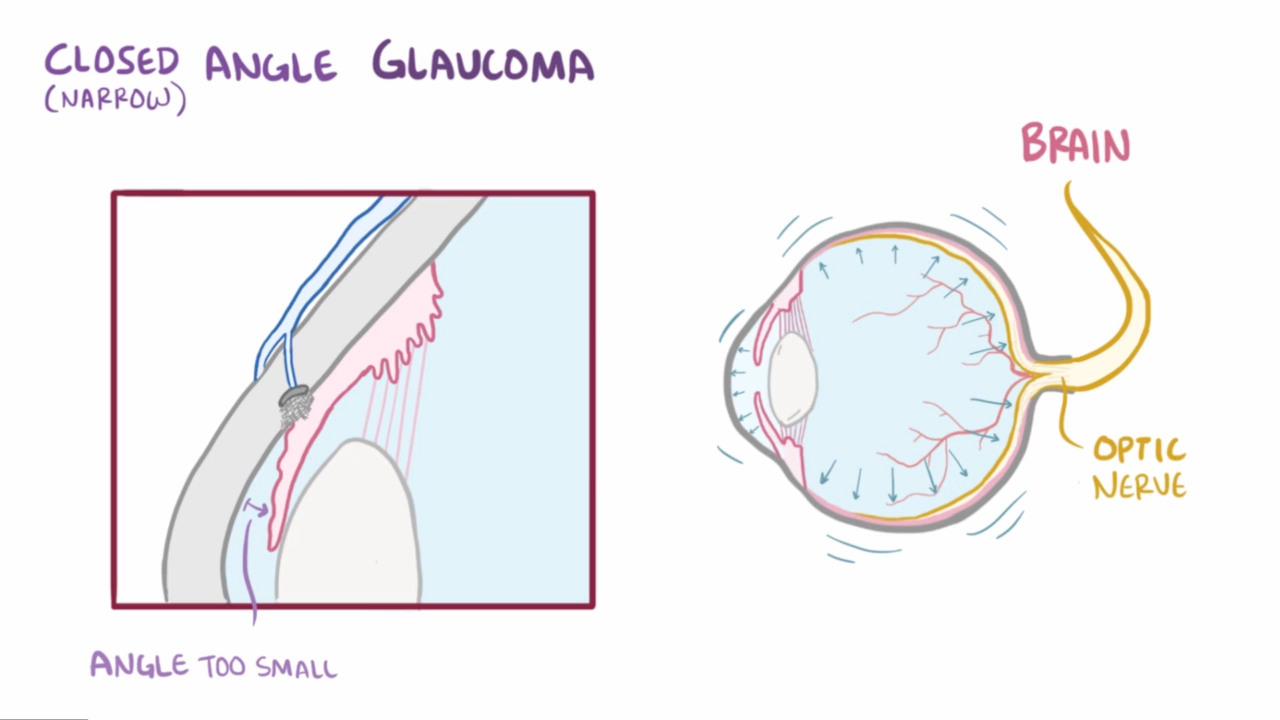 CLOSED ANGLE GLAUCOMA
(NARROW)
BRAIN
OPTIC
NERVE
ANGLE TOO SMALL